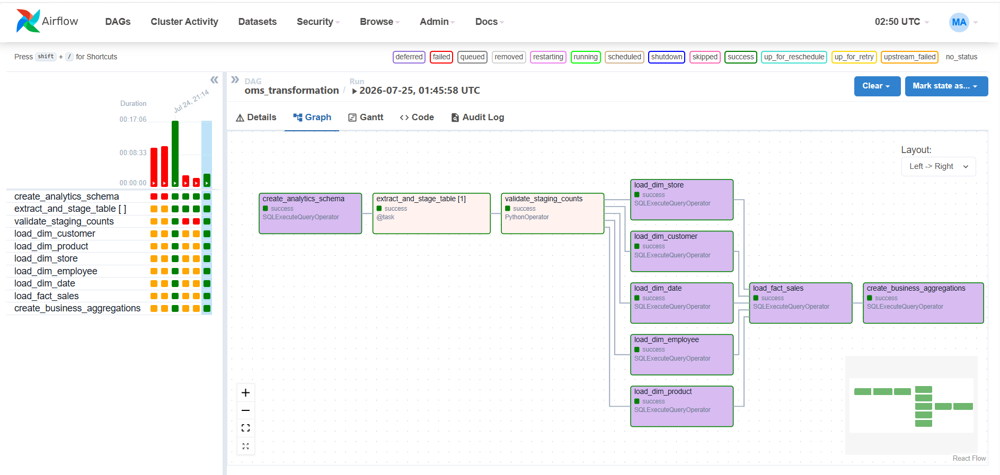 Airflow
DAGs
Cluster Activity
Datasets
Security
Browse
Admin
Docs
02:50 UTC
MA
Press shift + / for Shortcuts
deferred
failed
queued
removed
restarting
running
scheduled
shutdown
skipped
success
up_for_reschedule
up_for_retry
upstream_failed
no_status
Jul 24, 21:14
Duration
00:17:06
00:08:33
00:00:00
create_analytics_schema
extract_and_stage_table [ ]
validate_staging_counts
load_dim_customer
load_dim_product
load_dim_store
load_dim_employee
load_dim_date
load_fact_sales
create_business_aggregations
DAG
oms_transformation
/
Run
2026-07-25, 01:45:58 UTC
Clear
Mark state as...
Details
Graph
Gantt
Code
Audit Log
Layout:
Left -> Right
create_analytics_schema
success
SQLExecuteQueryOperator
extract_and_stage_table [1]
success
@task
validate_staging_counts
success
PythonOperator
load_dim_store
success
SQLExecuteQueryOperator
load_dim_customer
success
SQLExecuteQueryOperator
load_dim_date
success
SQLExecuteQueryOperator
load_dim_employee
success
SQLExecuteQueryOperator
load_dim_product
success
SQLExecuteQueryOperator
load_fact_sales
success
SQLExecuteQueryOperator
create_business_aggregations
success
SQLExecuteQueryOperator
React Flow